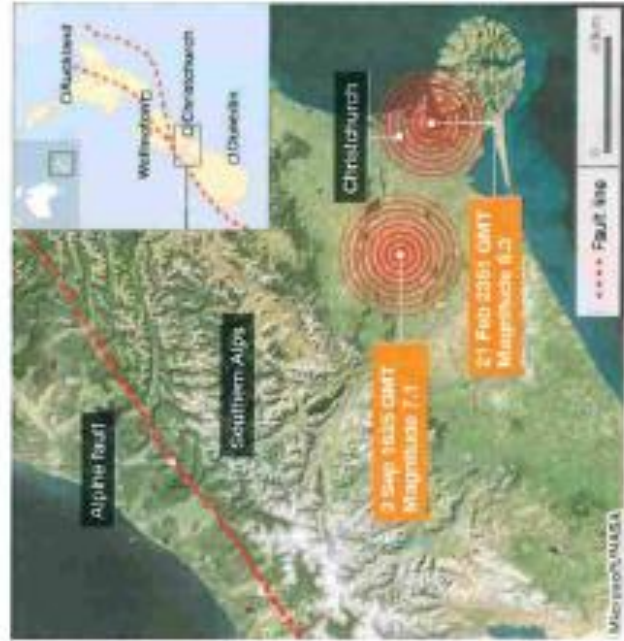 Auckland
Wellington
Christchurch
Dunedin
Alpine fault
Southern Alps
Christchurch
3 Sep 1635 GMT
Magnitude 7.1
21 Feb 2351 GMT
Magnitude 6.3
0
Fault line
Microsoft/NASA